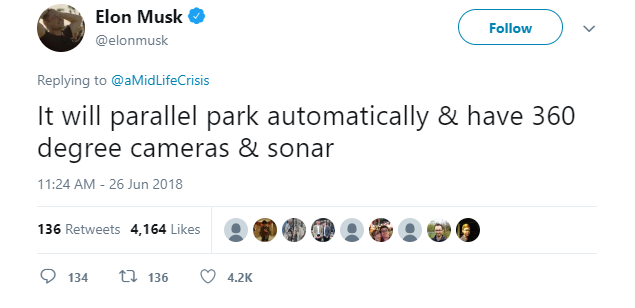 Elon Musk
@elonmusk
Follow
Replying to @aMidLifeCrisis
It will parallel park automatically & have 360
degree cameras & sonar
11:24 AM - 26 Jun 2018
136 Retweets 4,164 Likes
134 136 4.2K